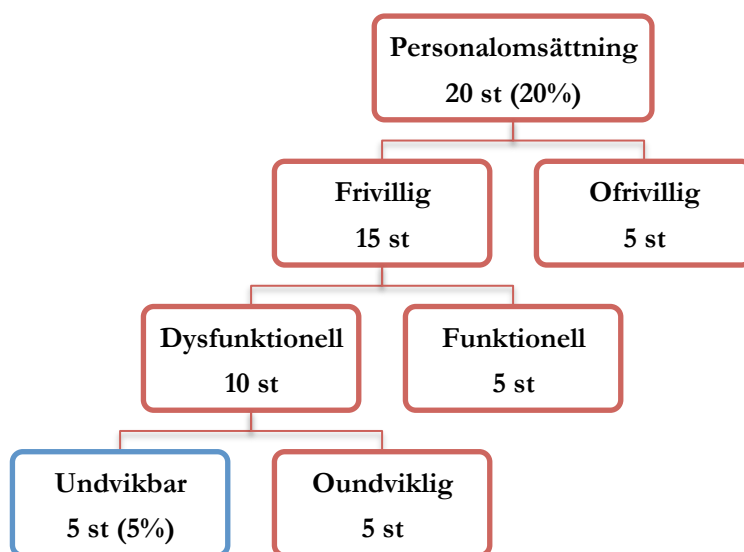 Personalomsättning
20 st (20%)
Frivillig
15 st
Ofrivillig
5 st
Dysfunktionell
10 st
Funktionell
5 st
Undvikbar
5 st (5%)
Oundviklig
5 st